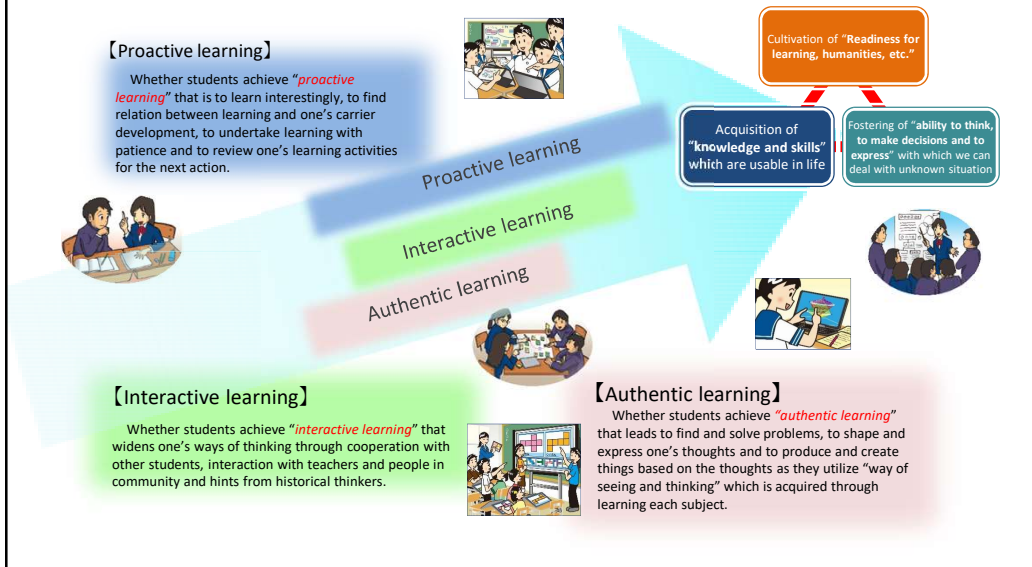 【Proactive learning】
Whether students achieve “proactive
learning” that is to learn interestingly, to find
relation between learning and one’s carrier
development, to undertake learning with
patience and to review one’s learning activities
for the next action.
Cultivation of “Readiness for
learning, humanities, etc.”
Acquisition of
“knowledge and skills”
which are usable in life
Fostering of “ability to think,
to make decisions and to
express” with which we can
deal with unknown situation
Proactive learning
Interactive learning
Authentic learning
【Interactive learning】
Whether students achieve “interactive learning” that
widens one’s ways of thinking through cooperation with
other students, interaction with teachers and people in
community and hints from historical thinkers.
【Authentic learning】
Whether students achieve “authentic learning”
that leads to find and solve problems, to shape and
express one’s thoughts and to produce and create
things based on the thoughts as they utilize “way of
seeing and thinking” which is acquired through
learning each subject.